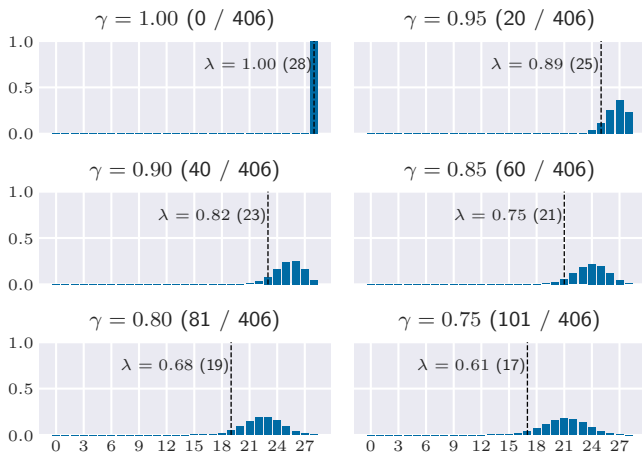 γ = 1.00 (0 / 406)
γ = 0.95 (20 / 406)
1.0
0.5
0.0
λ = 1.00 (28)
λ = 0.89 (25)
γ = 0.90 (40 / 406)
γ = 0.85 (60 / 406)
1.0
0.5
0.0
λ = 0.82 (23)
λ = 0.75 (21)
γ = 0.80 (81 / 406)
γ = 0.75 (101 / 406)
1.0
0.5
0.0
λ = 0.68 (19)
λ = 0.61 (17)
0 3 6 9 12 15 18 21 24 27
0 3 6 9 12 15 18 21 24 27